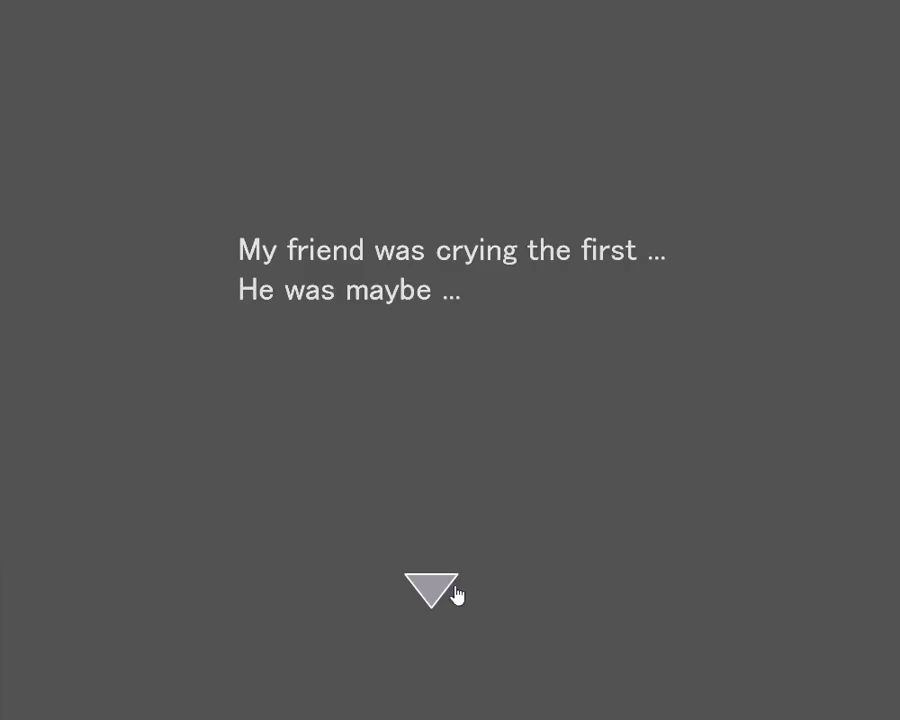 My friend was crying the first ...
He was maybe ...